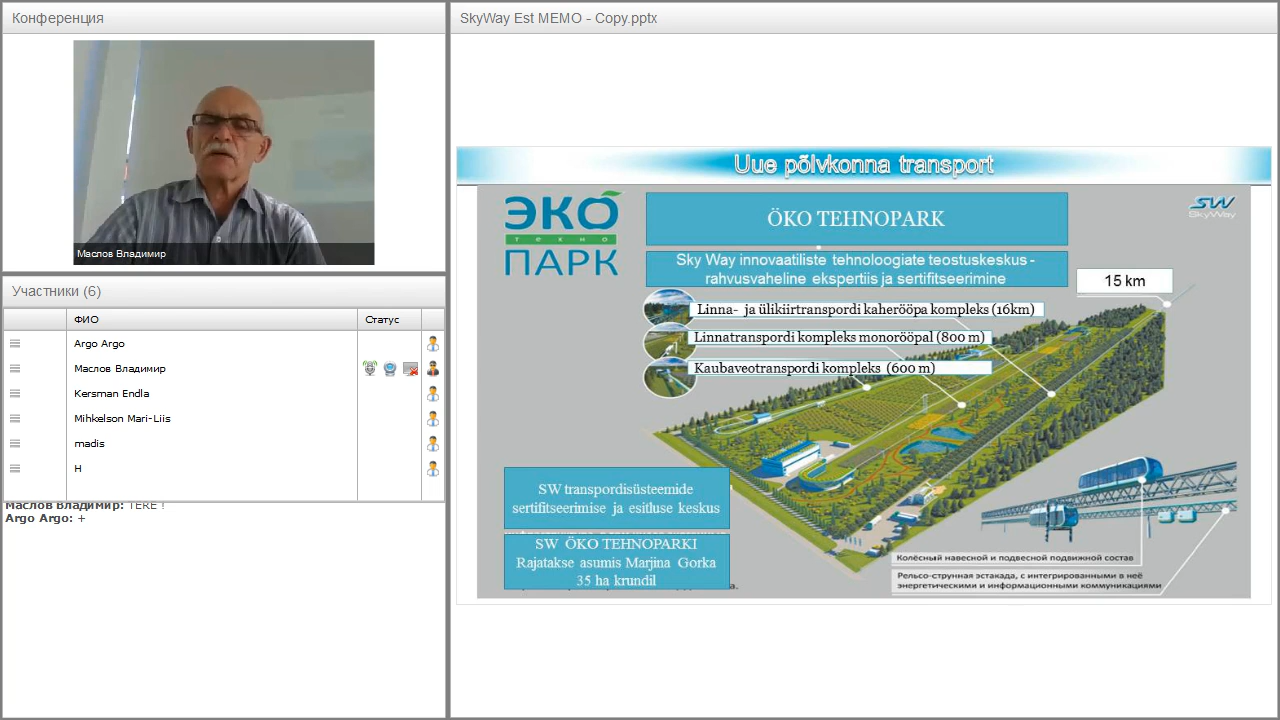 Конференция
Маслов Владимир
Участники (6)
ФИО
Статус
Argo Argo
Маслов Владимир
Kersman Endla
Mihkelson Mari-Liis
madis
H
Маслов Владимир: TERE !
Argo Argo: +
SkyWay Est MEMO - Copy.pptx
Uue põlvkonna transport
ЭКО
текно
ПАРК
ÖKO TEHNOPARK
SW
SkyWay
Sky Way innovaatiliste tehnoloogiate teostuskeskus -
rahvusvaheline ekspertiis ja sertifitseerimine
15 km
Linna- ja ülikiirtranspordi kaherööpa kompleks (16km)
Linnatranspordi kompleks monorööpal (800 m)
Kaubaveotranspordi kompleks (600 m)
SW transpordisüsteemide
sertifitseerimise ja esitluse keskus
SW ÖKO TEHNOPARKI
Rajatakse asumis Marjina Gorka
35 ha krundil
Колёсный навесной и подвесной подвижной состав
Рельсо-струнная эстакада, с интегрированными в неё
энергетическими и информационными коммуникациями